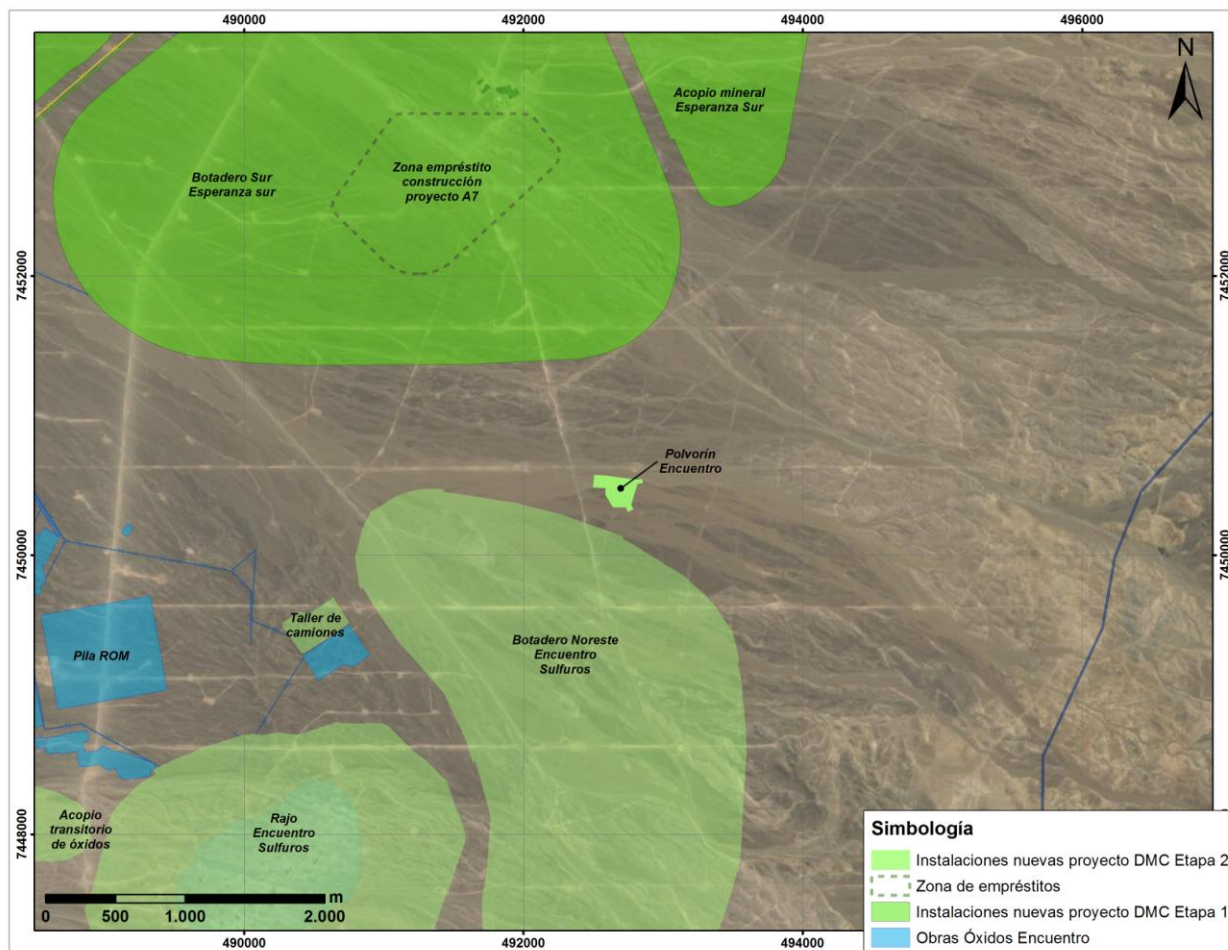 490000
492000
494000
496000
N
Acopio mineral
Esperanza Sur
Zona empréstito
construcción
proyecto A7
Botadero Sur
Esperanza sur
7452000
7452000
Polvorín
Encuentro
7450000
7450000
Taller de
camiones
Botadero Noreste
Encuentro
Sulfuros
Pila ROM
Acopio
transitorio
de óxidos
Rajo
Encuentro
Sulfuros
7448000
Simbología
Instalaciones nuevas proyecto DMC Etapa 2
Zona de empréstitos
Instalaciones nuevas proyecto DMC Etapa 1
Obras Óxidos Encuentro
m
0 500 1.000 2.000
490000
492000
494000